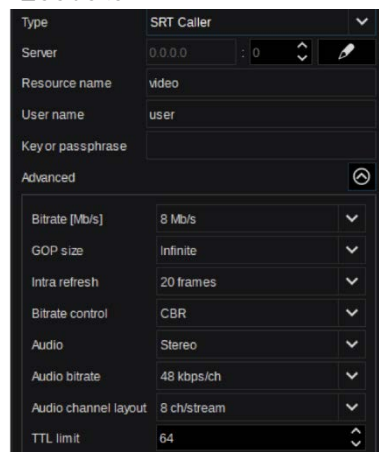 Type SRT Caller
Server 0.0.0.0 : 0
Resource name video
User name user
Key or passphrase
Advanced
Bitrate [Mb/s] 8 Mb/s
GOP size Infinite
Intra refresh 20 frames
Bitrate control CBR
Audio Stereo
Audio bitrate 48 kbps/ch
Audio channel layout 8 ch/stream
TTL limit 64